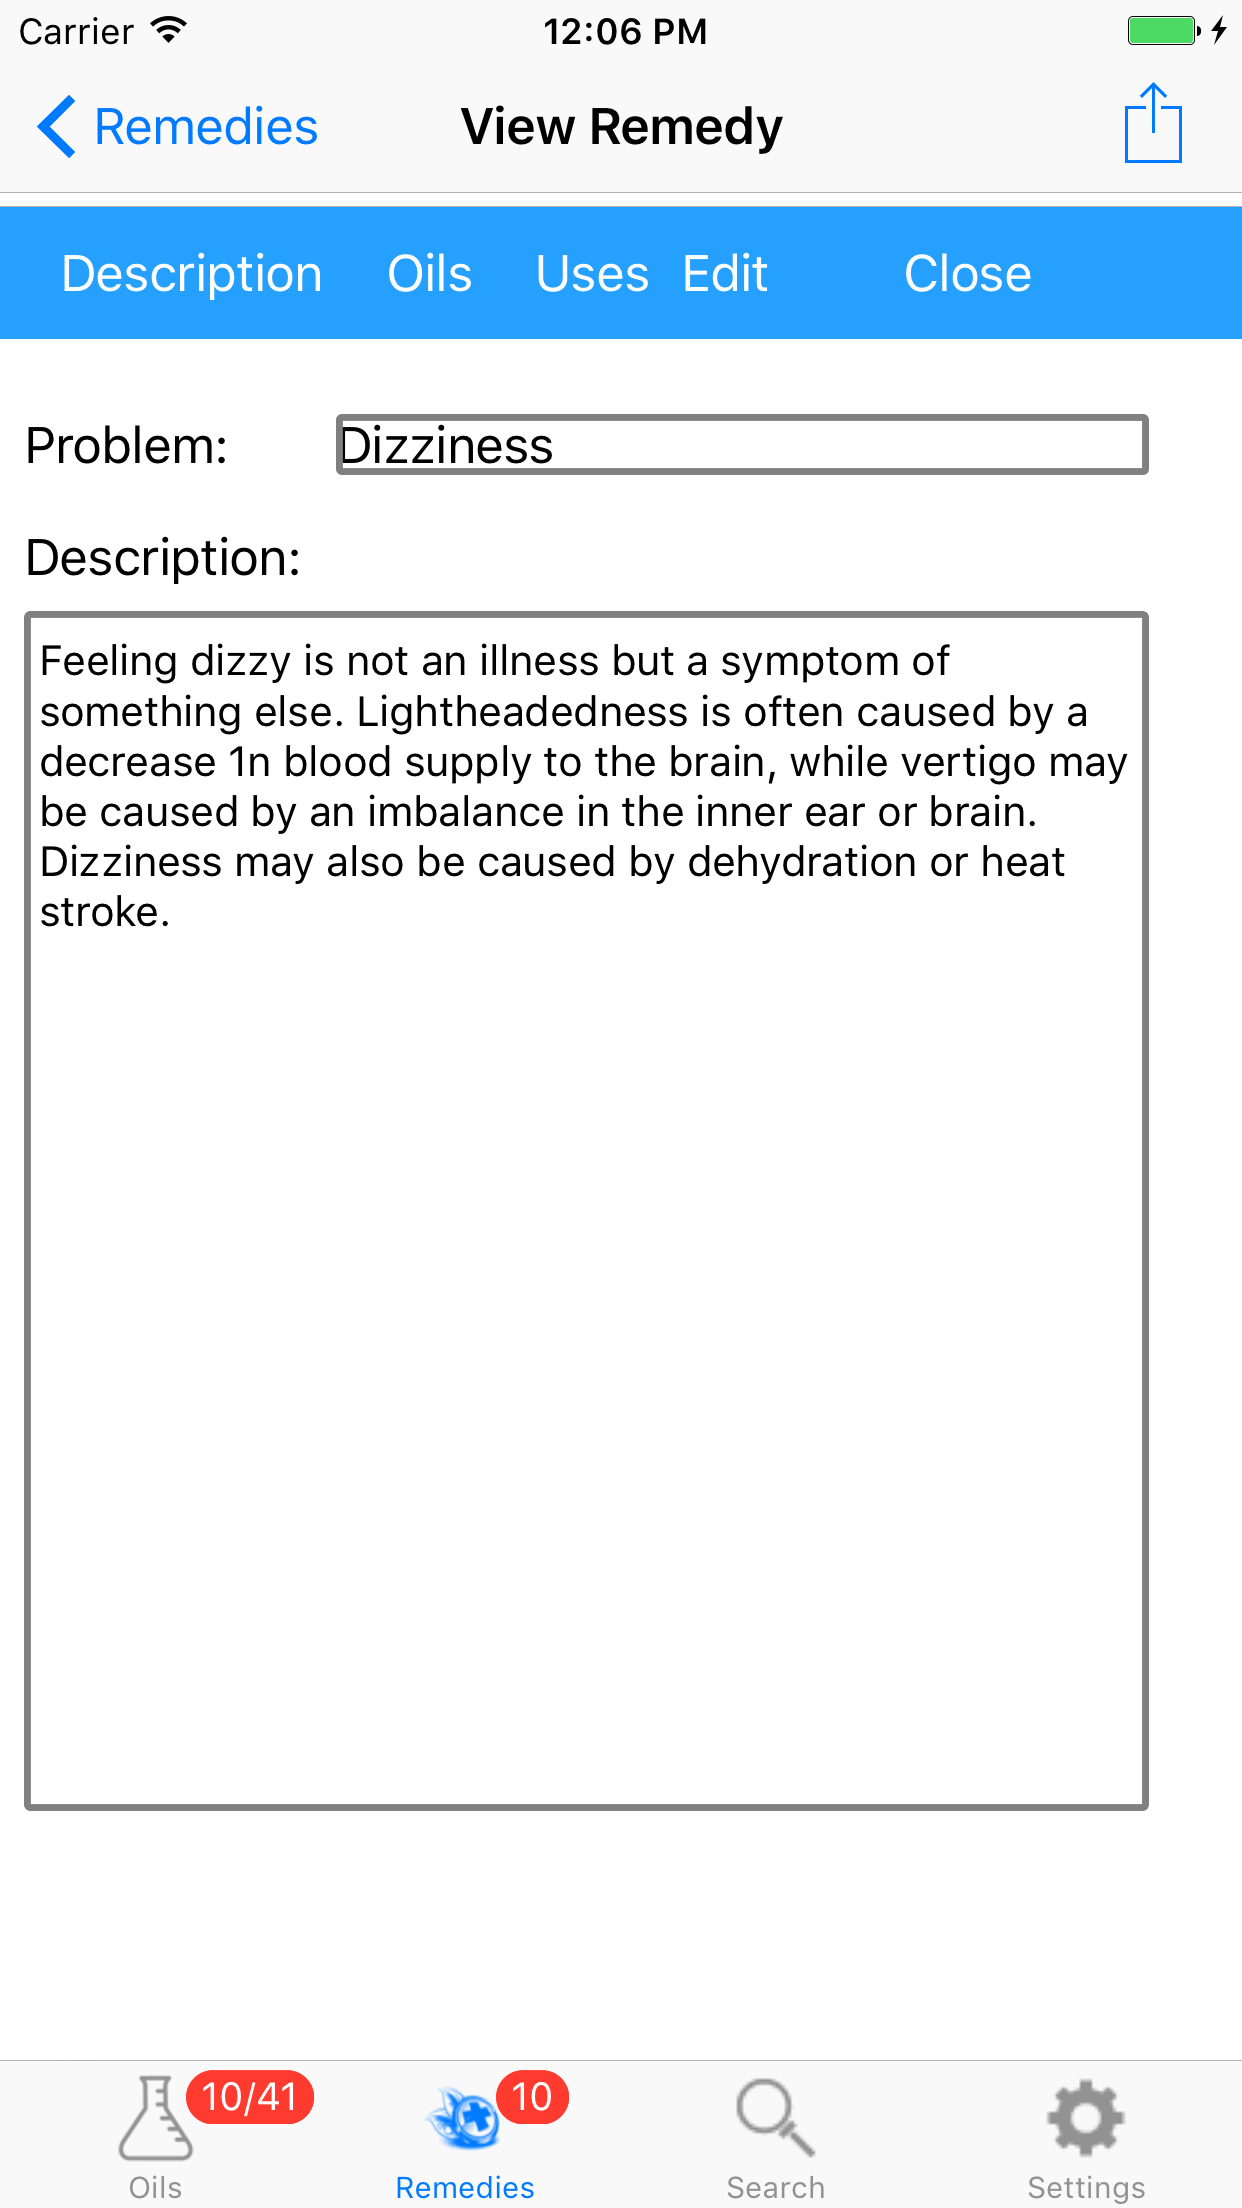 Carrier 12:06 PM
Remedies View Remedy
Description Oils Uses Edit Close
Problem: Dizziness
Description:
Feeling dizzy is not an illness but a symptom of
something else. Lightheadedness is often caused by a
decrease 1n blood supply to the brain, while vertigo may
be caused by an imbalance in the inner ear or brain.
Dizziness may also be caused by dehydration or heat
stroke.
10/41 10
Oils Remedies Search Settings